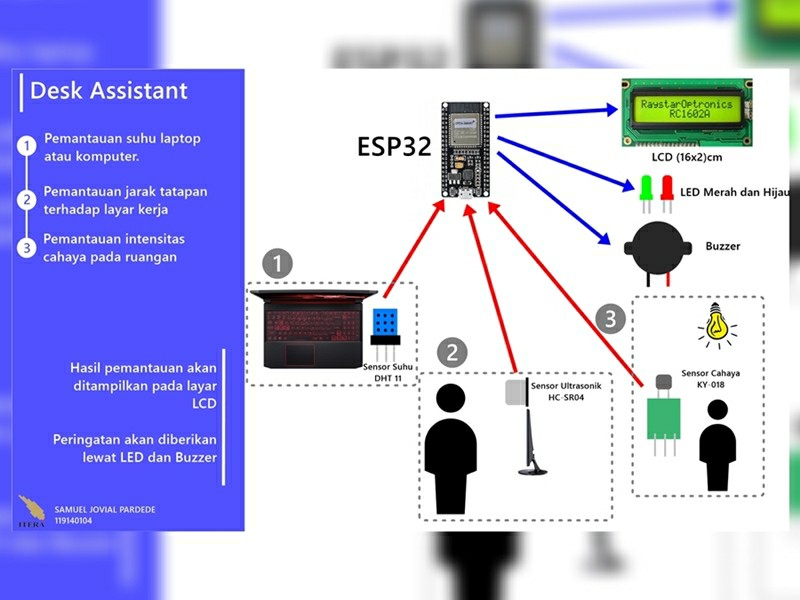 Desk Assistant
1
Pemantauan suhu laptop
atau komputer.
2
Pemantauan jarak tatapan
terhadap layar kerja
3
Pemantauan intensitas
cahaya pada ruangan
Hasil pemantauan akan
ditampilkan pada layar
LCD
Peringatan akan diberikan
lewat LED dan Buzzer
ITERA
SAMUEL JOVIAL PARDEDE
119140104
ESP32
RaystarOptronics
RC1602A
LCD (16x2)cm
LED Merah dan Hijau
Buzzer
1
Sensor Suhu
DHT 11
2
Sensor Ultrasonik
HC-SR04
3
Sensor Cahaya
KY-018